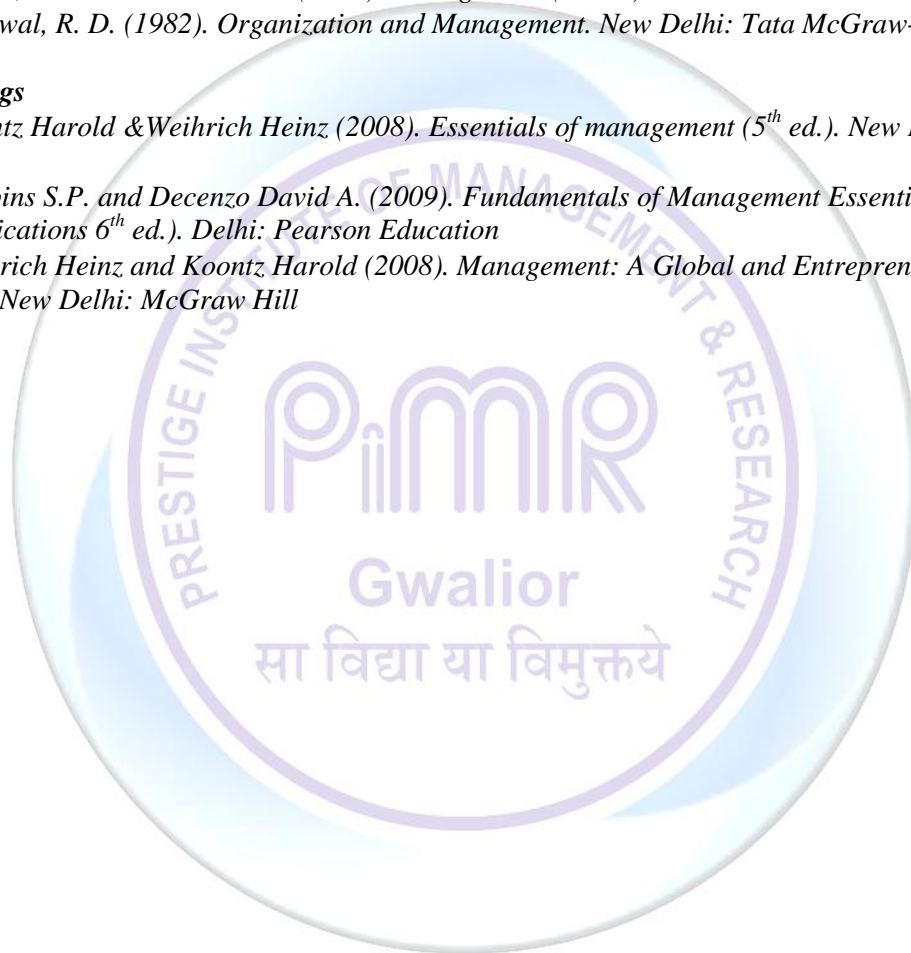 wal, R. D. (1982). Organization and Management. New Delhi: Tata McGraw-
gs
ntz Harold &Weihrich Heinz (2008). Essentials of management (5th ed.). New
ins S.P. and Decenzo David A. (2009). Fundamentals of Management Essenti
ications 6th ed.). Delhi: Pearson Education
rich Heinz and Koontz Harold (2008). Management: A Global and Entrepren
New Delhi: McGraw Hill
PRESTIGE INSTITUTE OF MANAGEMENT & RESEARCH
PiMR
Gwalior
सा विद्या या विमुक्तये